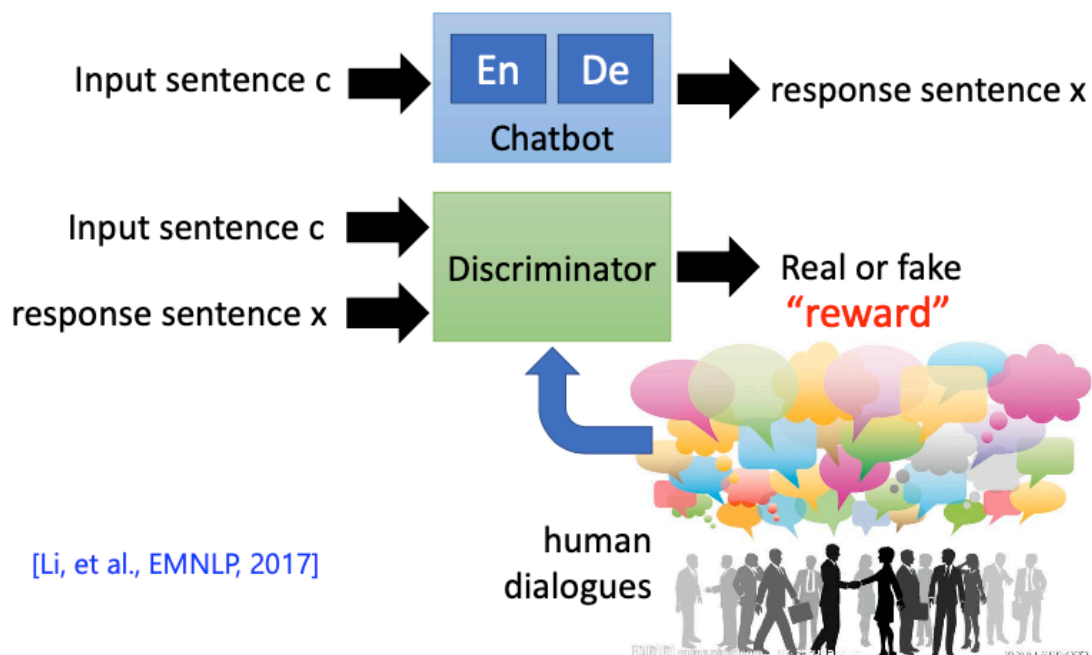 Input sentence c
En
De
Chatbot
response sentence x
Input sentence c
response sentence x
Discriminator
Real or fake
“reward”
human
dialogues
[Li, et al., EMNLP, 2017]